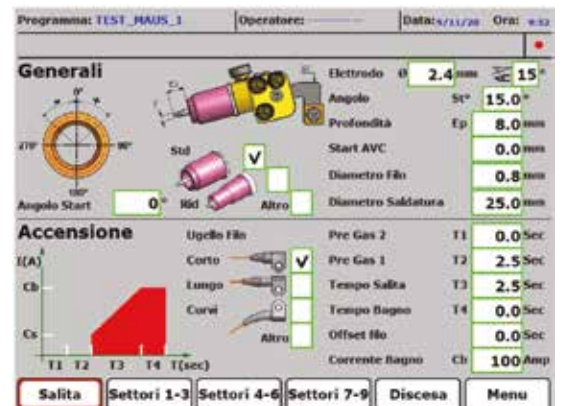 Programma: TEST_MAUS_1 Operatore: Data: 5/11/20 Ora: 9:52
Generali
Elettrodo Ø 2.4 mm 15°
Angolo St° 15.0°
Profondità Ep 8.0 mm
Start AVC 0.0 mm
Diametro Filo 0.8 mm
Diametro Saldatura 25.0 mm
0°
270° 90°
180°
Std
Rid Altro
Angolo Start 0°
Accensione
Ugello Filo
Corto
Lungo
Curvi
Altro
I(A)
Cb
Cs
T1 T2 T3 T4 T(sec)
Pre Gas 2 T1 0.0 Sec
Pre Gas 1 T2 2.5 Sec
Tempo Salita T3 2.5 Sec
Tempo Bagno T4 0.0 Sec
Offset filo 0.0 Sec
Corrente Bagno Cb 100 Amp
Salita Settori 1-3 Settori 4-6 Settori 7-9 Discesa Menu